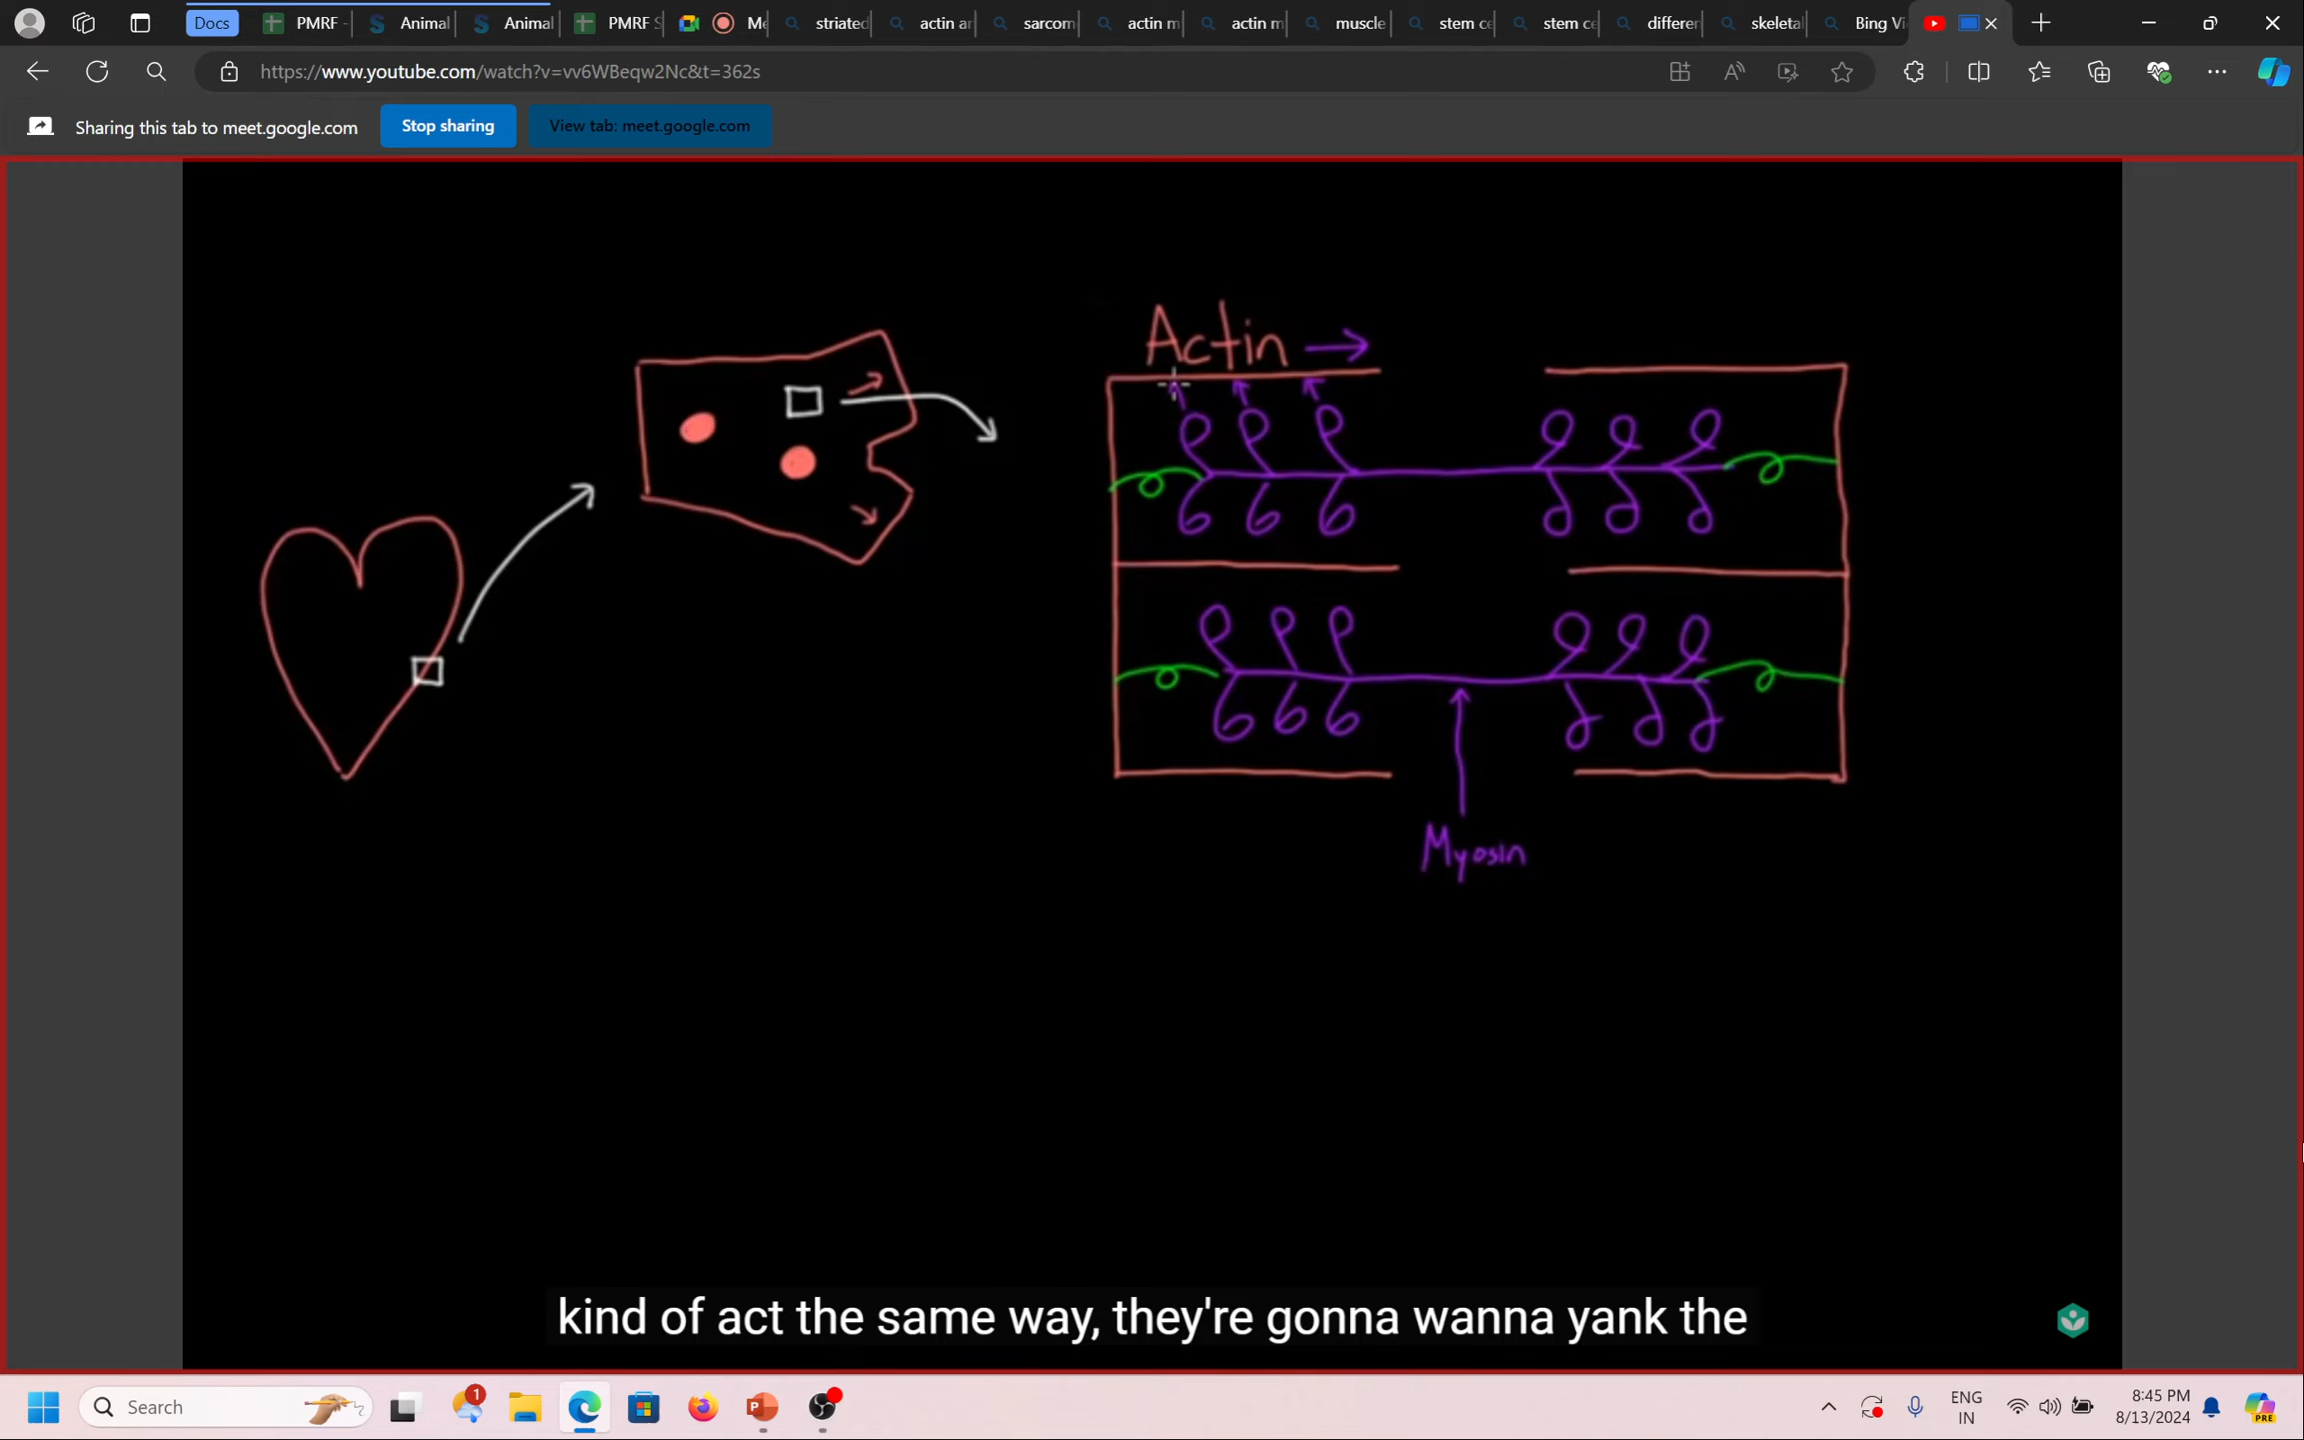 Docs PMRF - Animal Animal PMRF S Me striated actin ar sarcom actin m actin m muscle stem ce stem ce differen skeletal Bing Vi
https://www.youtube.com/watch?v=vv6WBeqw2Nc&t=362s
Sharing this tab to meet.google.com Stop sharing View tab: meet.google.com
Actin
Myosin
kind of act the same way, they're gonna wanna yank the
Search 1 ENG 8:45 PM
IN 8/13/2024 PRE